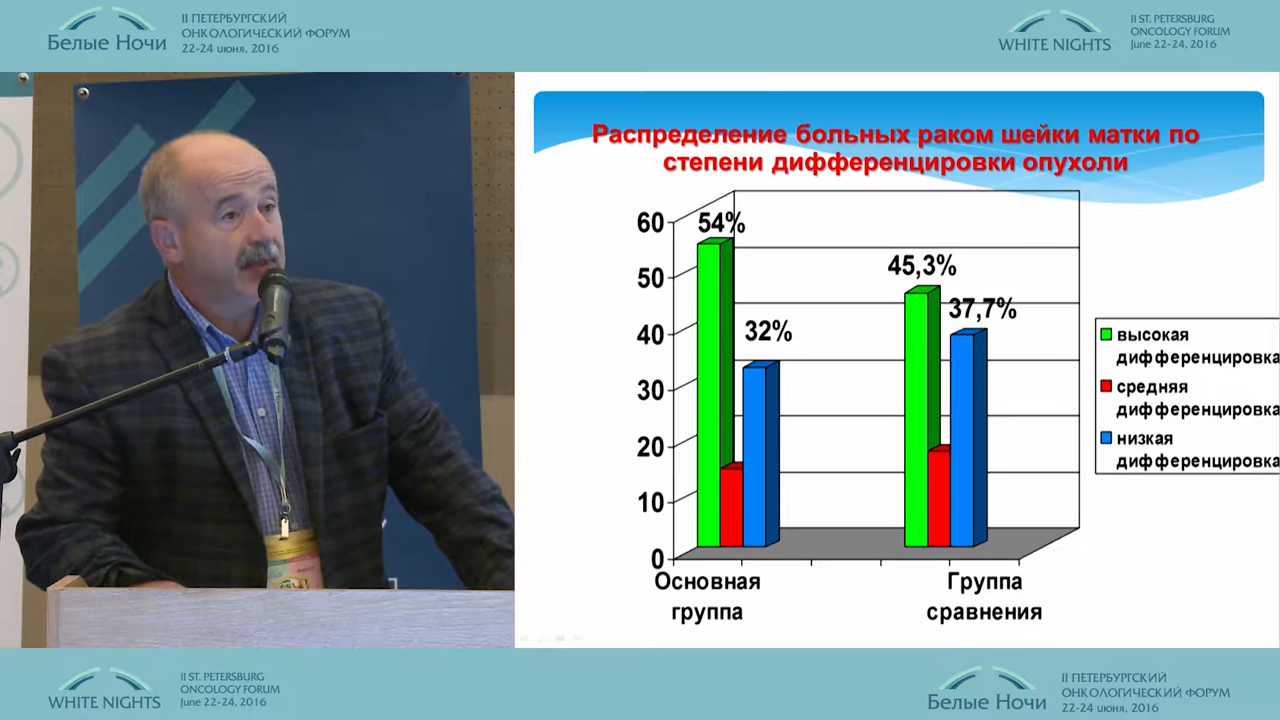 Белые Ночи
II ПЕТЕРБУРГСКИЙ
ОНКОЛОГИЧЕСКИЙ ФОРУМ
22-24 июня, 2016
WHITE NIGHTS
II ST. PETERSBURG
ONCOLOGY FORUM
June 22-24, 2016
Распределение больных раком шейки матки по
степени дифференцировки опухоли
60
50
40
30
20
10
0
54%
32%
45,3%
37,7%
Основная
группа
Группа
сравнения
высокая
дифференцировка
средняя
дифференцировка
низкая
дифференцировка
WHITE NIGHTS
II ST. PETERSBURG
ONCOLOGY FORUM
June 22-24, 2016
Белые Ночи
II ПЕТЕРБУРГСКИЙ
ОНКОЛОГИЧЕСКИЙ ФОРУМ
22-24 июня, 2016